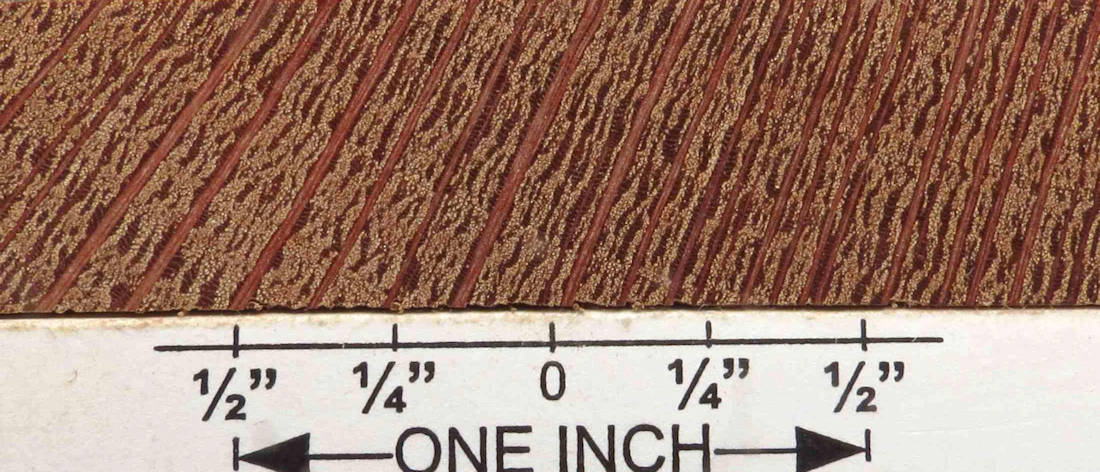 ½” ¼” 0 ¼” ½”
ONE INCH